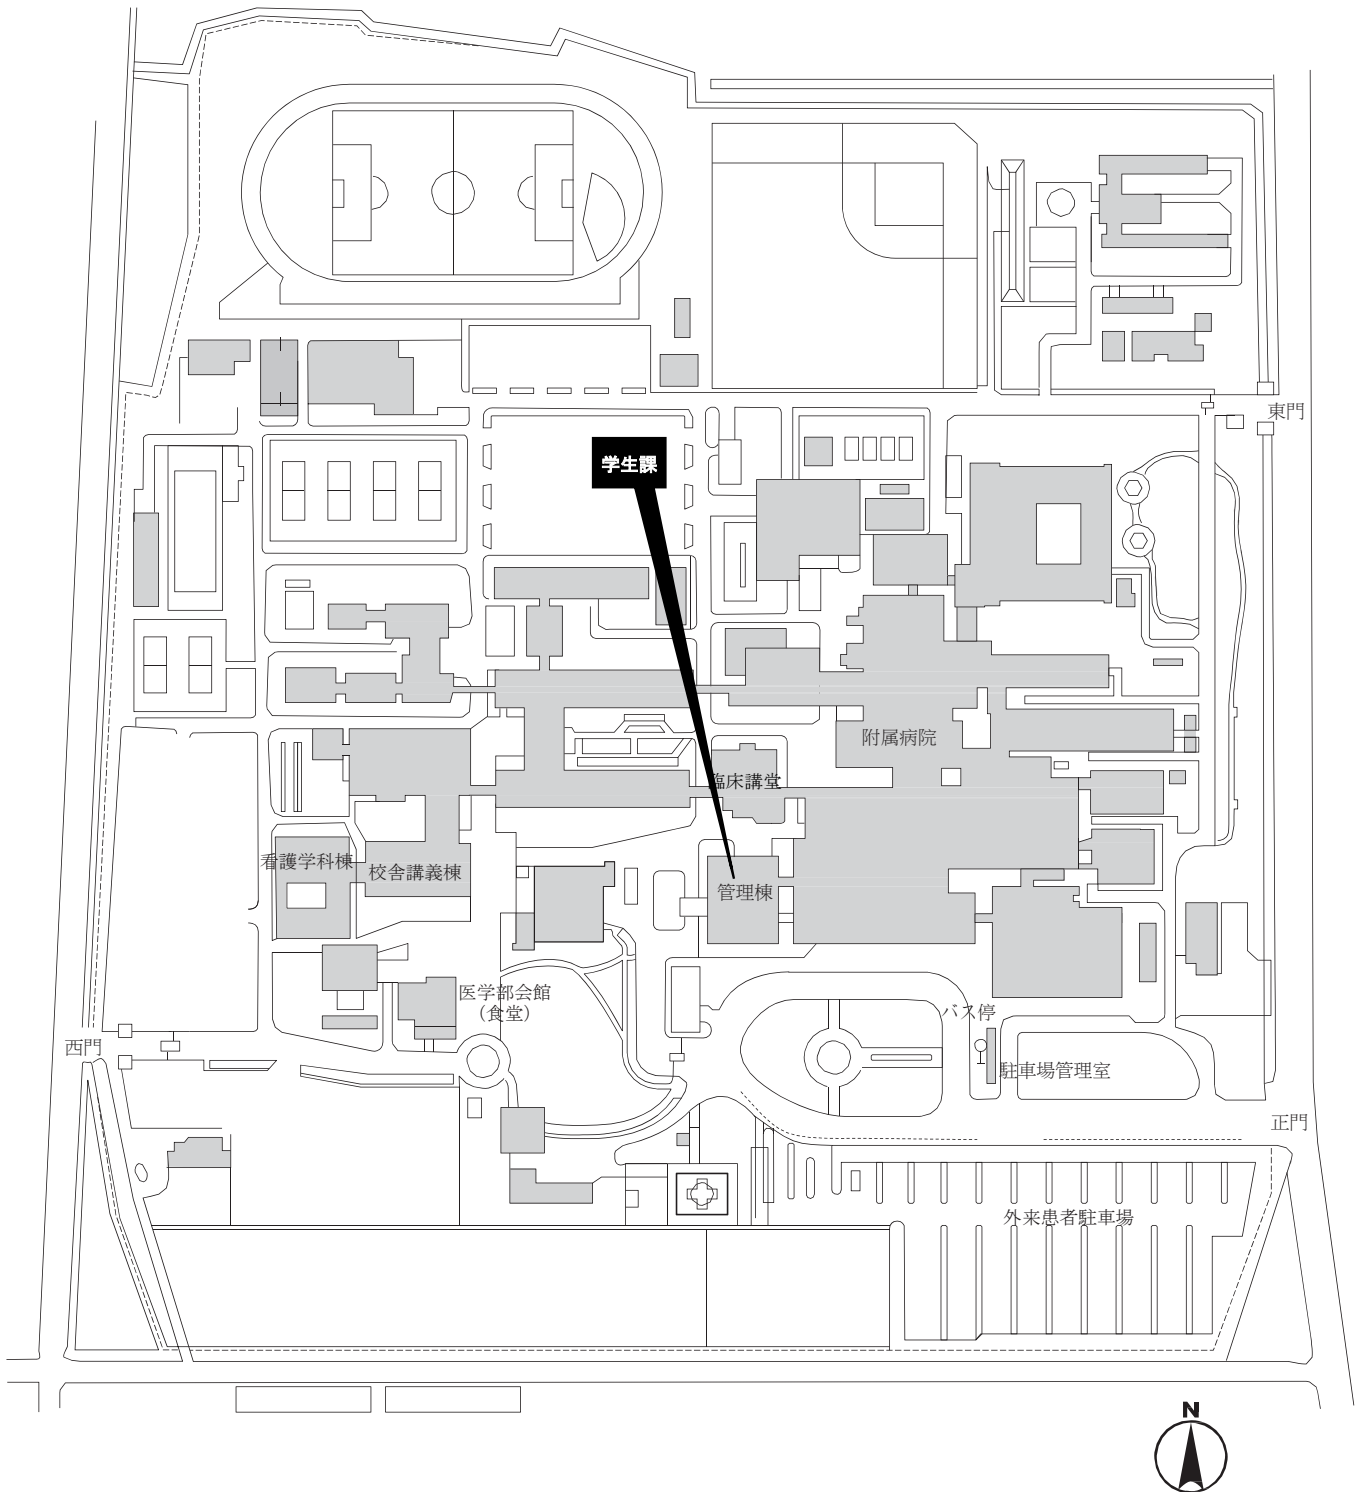 東門
学生課
附属病院
臨床講堂
看護学科棟
校舎講義棟
管理棟
医学部会館
（食堂）
バス停
西門
駐車場管理室
正門
外来患者駐車場
N